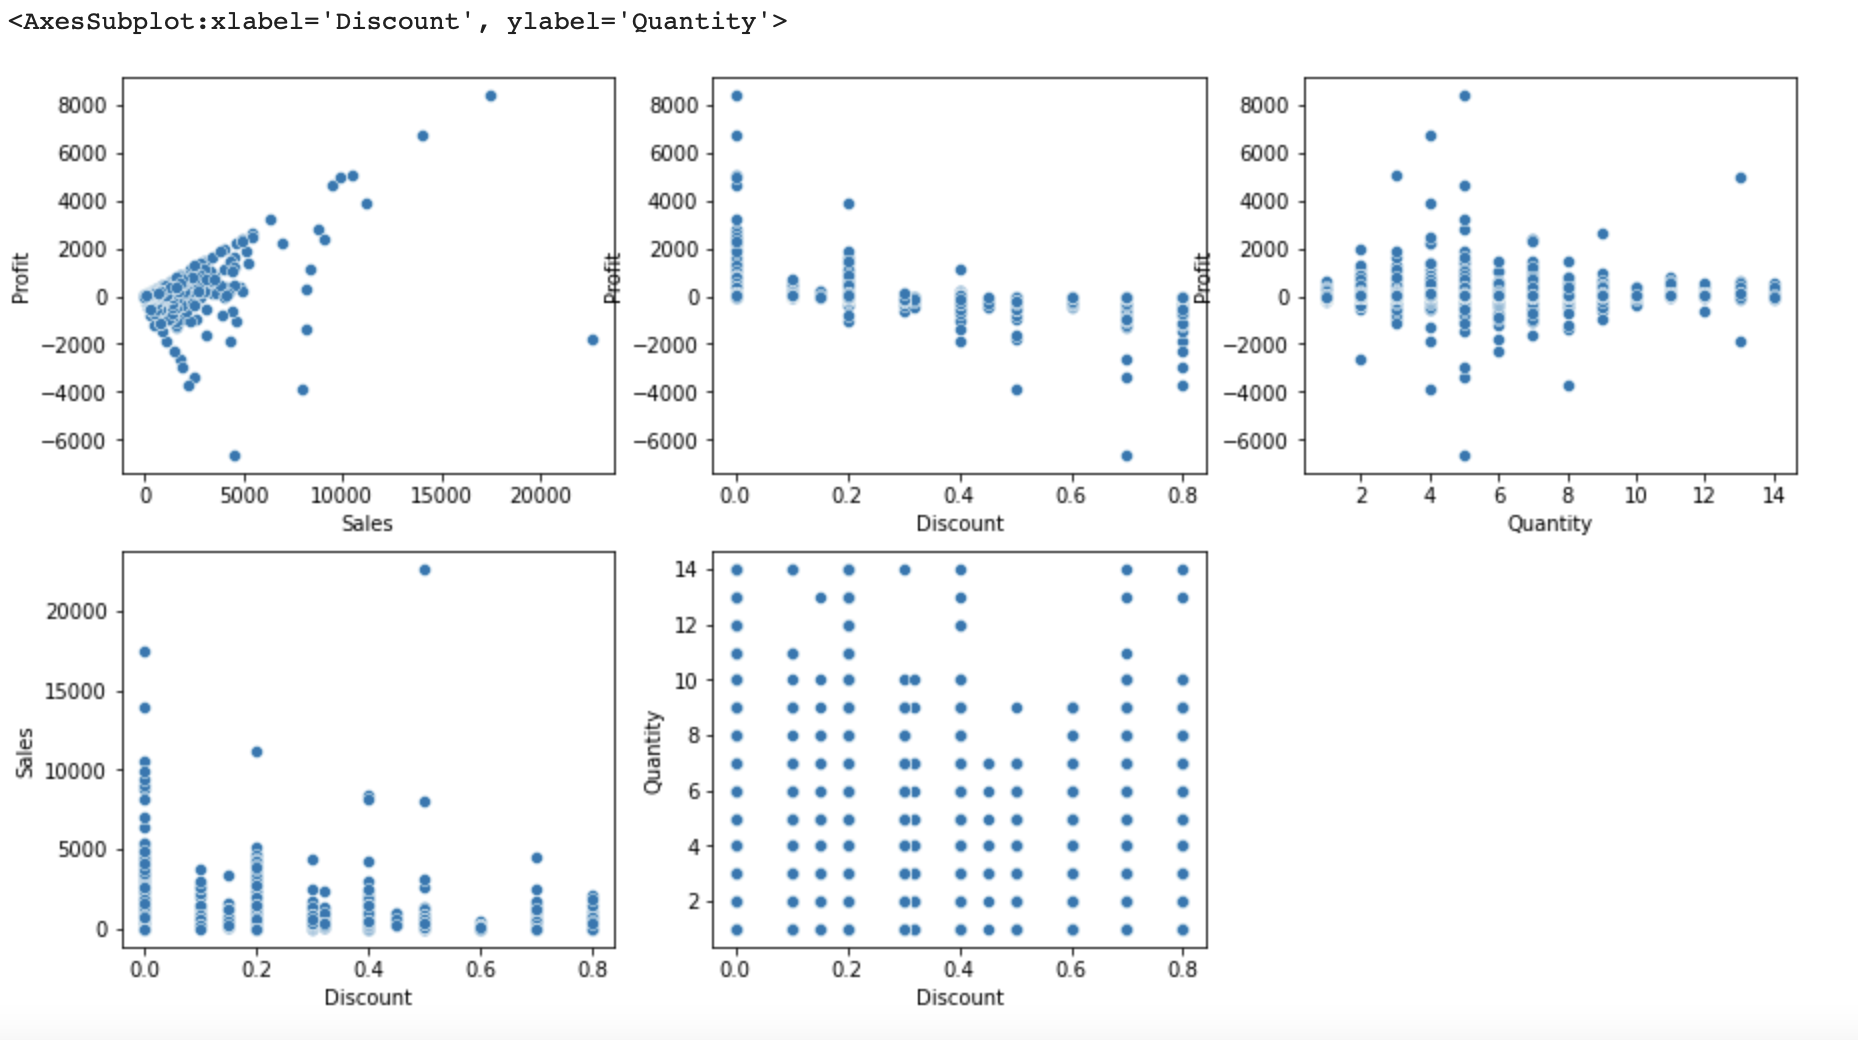 <AxesSubplot:xlabel='Discount', ylabel='Quantity'>
8000
6000
4000
2000
0
−2000
−4000
−6000
Profit
0 5000 10000 15000 20000
Sales
8000
6000
4000
2000
0
−2000
−4000
−6000
Profit
0.0 0.2 0.4 0.6 0.8
Discount
8000
6000
4000
2000
0
−2000
−4000
−6000
Profit
2 4 6 8 10 12 14
Quantity
20000
15000
10000
5000
0
Sales
0.0 0.2 0.4 0.6 0.8
Discount
14
12
10
8
6
4
2
Quantity
0.0 0.2 0.4 0.6 0.8
Discount